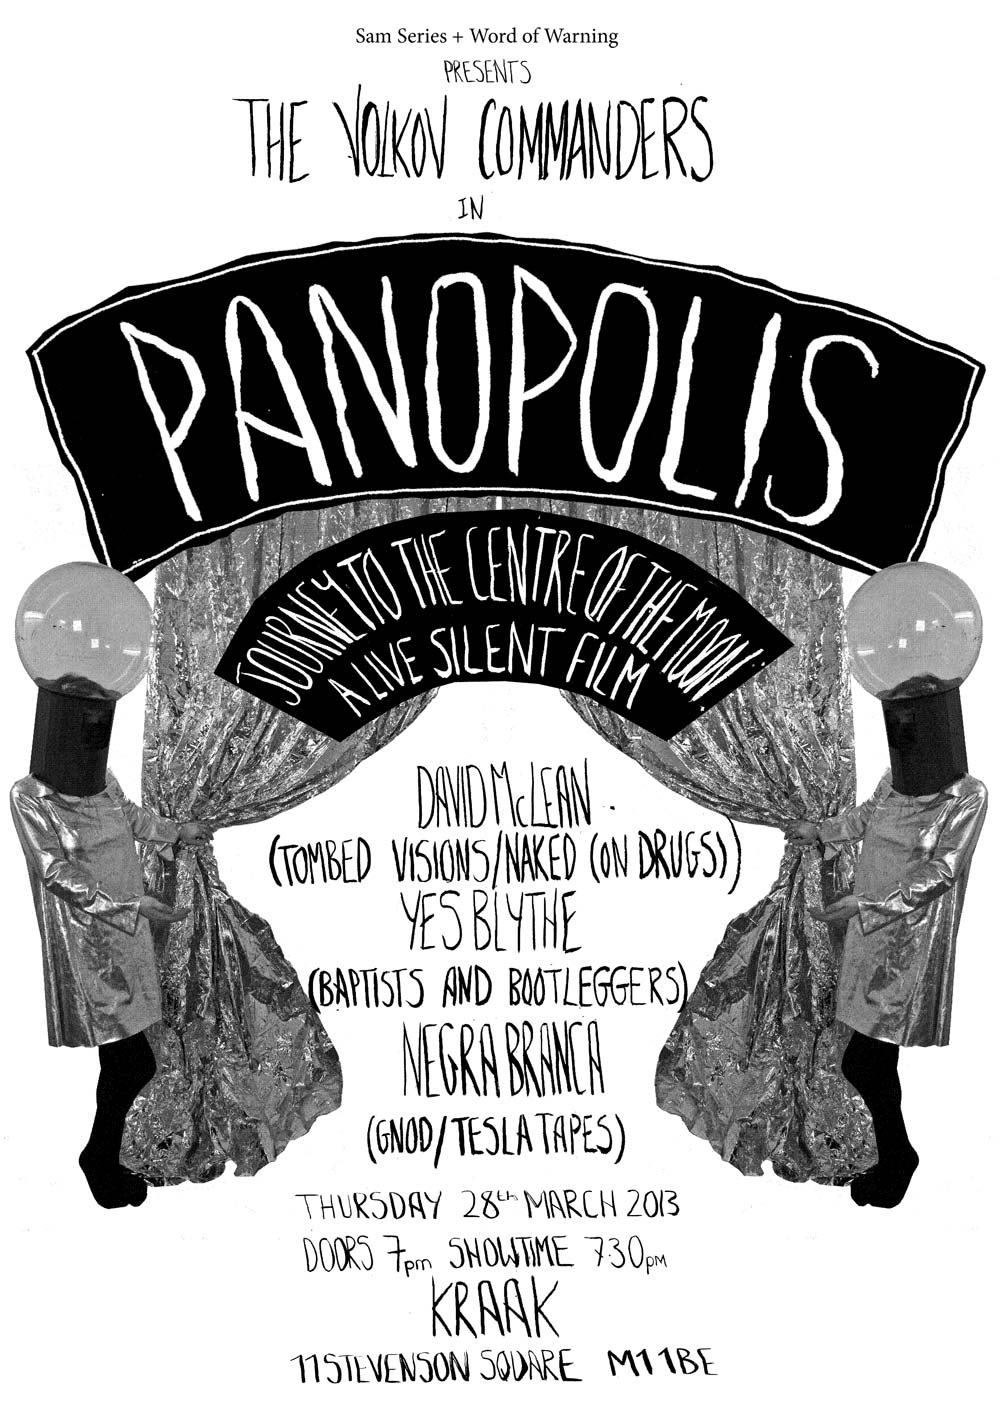 Sam Series + Word of Warning
PRESENTS
THE VOLKOV COMMANDERS
IN
PANOPOLIS
JOURNEY TO THE CENTRE OF THE MOON:
A LIVE SILENT FILM
DAVID McLEAN.
(TOMBED VISIONS/NAKED (ON DRUGS))
YES BLYTHE
(BAPTISTS AND BOOTLEGGERS)
NEGRA BRANCA
(GNOD/TESLA TAPES)
THURSDAY 28th MARCH 2013
DOORS 7pm SHOWTIME 7.30pm
KRAAK
11 STEVENSON SQUARE M1 1BE